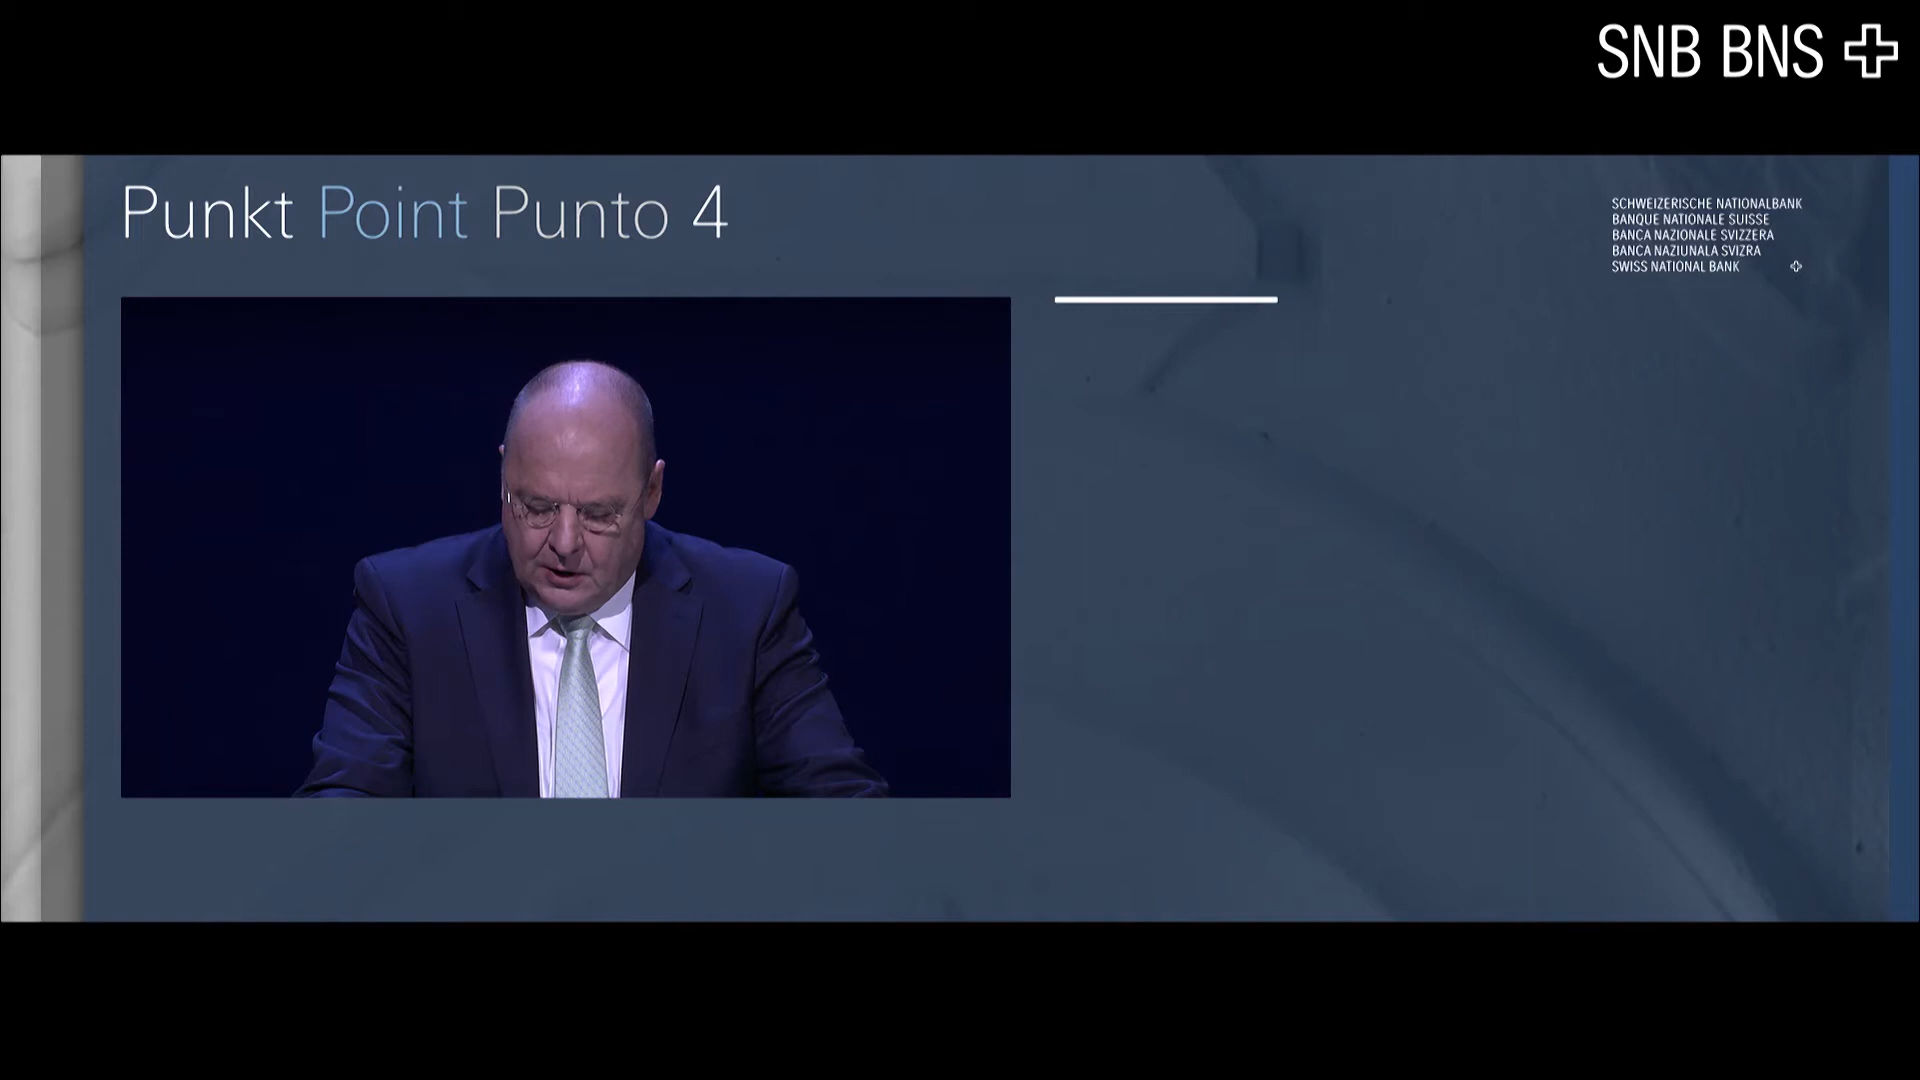 SNB BNS
Punkt Point Punto 4
SCHWEIZERISCHE NATIONALBANK
BANQUE NATIONALE SUISSE
BANCA NAZIONALE SVIZZERA
BANCA NAZIUNALA SVIZRA
SWISS NATIONAL BANK